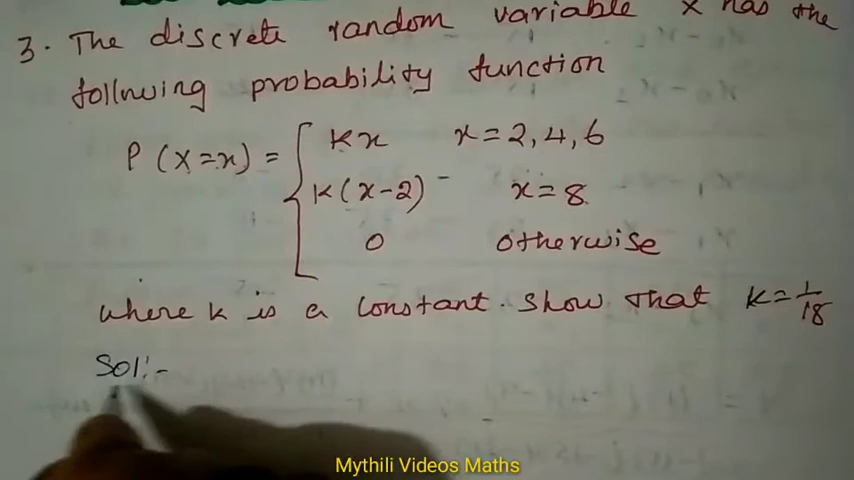 3. The discrete random variable X has the
following probability function
P(X=x) = { kx x=2,4,6
k(x-2) x=8
0 otherwise
where k is a constant. show that k=1/18
Sol:-
Mythili Videos Maths